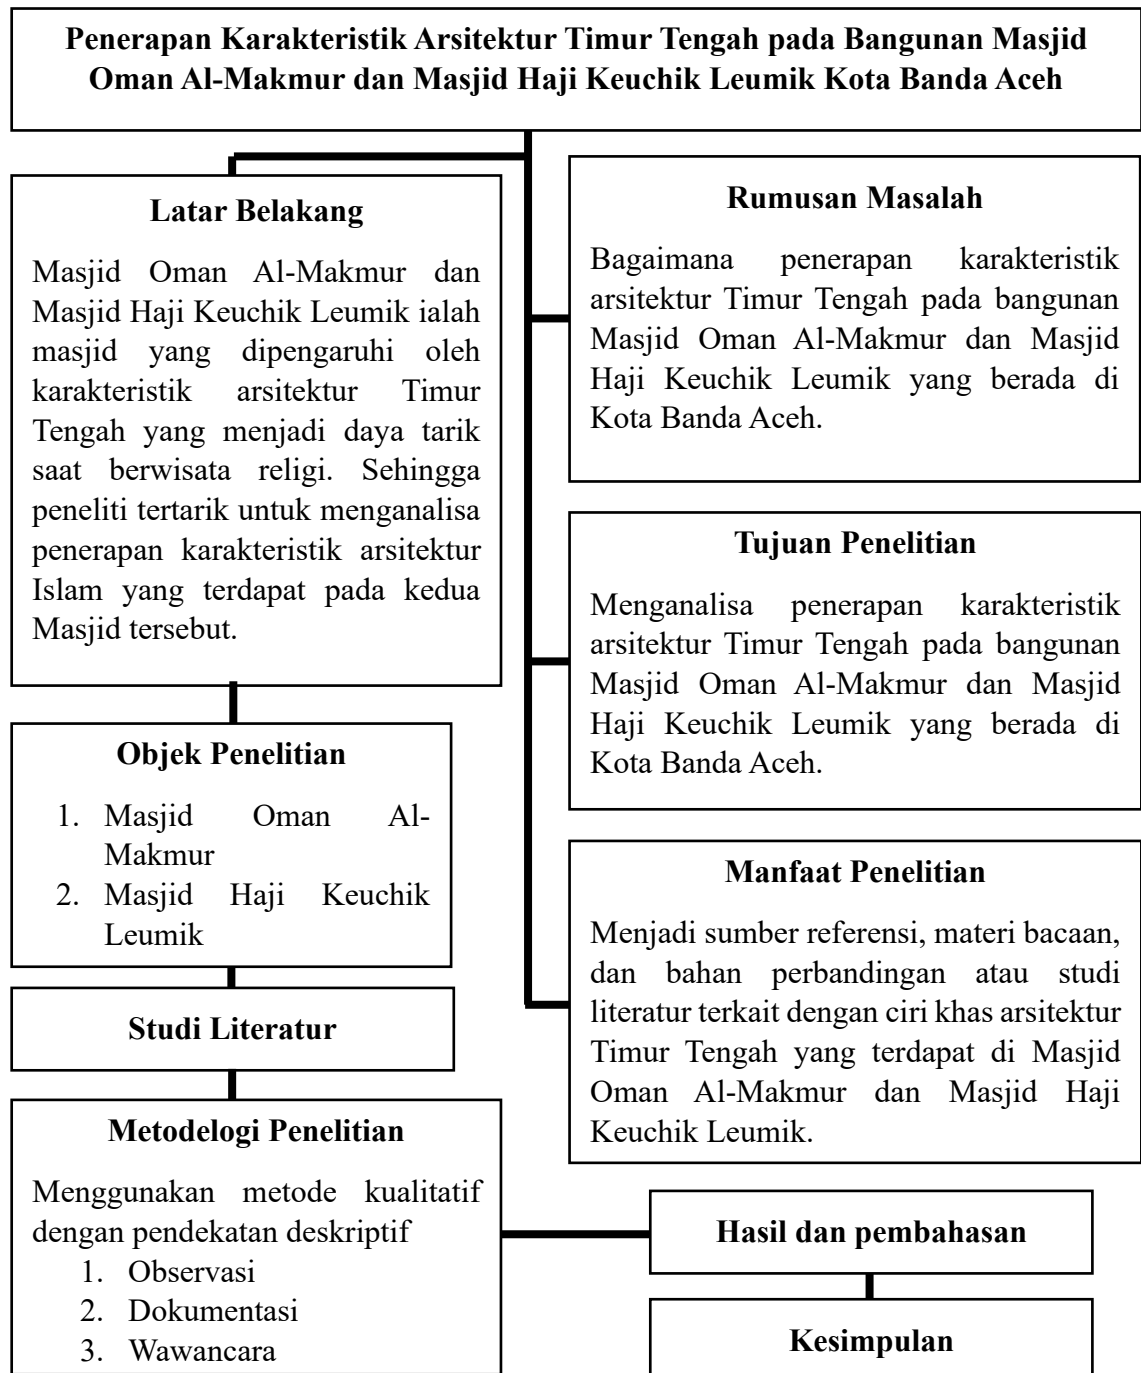 Penerapan Karakteristik Arsitektur Timur Tengah pada Bangunan Masjid
Oman Al-Makmur dan Masjid Haji Keuchik Leumik Kota Banda Aceh
Latar Belakang
Masjid Oman Al-Makmur dan
Masjid Haji Keuchik Leumik ialah
masjid yang dipengaruhi oleh
karakteristik arsitektur Timur
Tengah yang menjadi daya tarik
saat berwisata religi. Sehingga
peneliti tertarik untuk menganalisa
penerapan karakteristik arsitektur
Islam yang terdapat pada kedua
Masjid tersebut.
Objek Penelitian
1. Masjid Oman Al-
Makmur
2. Masjid Haji Keuchik
Leumik
Studi Literatur
Metodelogi Penelitian
Menggunakan metode kualitatif
dengan pendekatan deskriptif
1. Observasi
2. Dokumentasi
3. Wawancara
Rumusan Masalah
Bagaimana penerapan karakteristik
arsitektur Timur Tengah pada bangunan
Masjid Oman Al-Makmur dan Masjid
Haji Keuchik Leumik yang berada di
Kota Banda Aceh.
Tujuan Penelitian
Menganalisa penerapan karakteristik
arsitektur Timur Tengah pada bangunan
Masjid Oman Al-Makmur dan Masjid
Haji Keuchik Leumik yang berada di
Kota Banda Aceh.
Manfaat Penelitian
Menjadi sumber referensi, materi bacaan,
dan bahan perbandingan atau studi
literatur terkait dengan ciri khas arsitektur
Timur Tengah yang terdapat di Masjid
Oman Al-Makmur dan Masjid Haji
Keuchik Leumik.
Hasil dan pembahasan
Kesimpulan